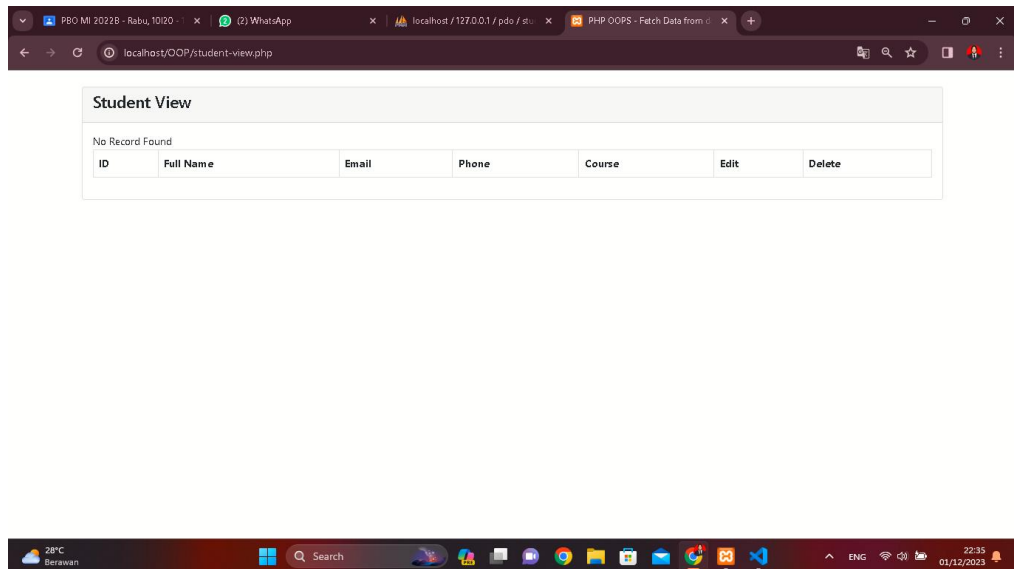 PBO MI 2022B - Rabu, 10I20 - 1
(2) WhatsApp
localhost / 127.0.0.1 / pdo / stu
PHP OOPS - Fetch Data from d
localhost/OOP/student-view.php
Student View
No Record Found
ID Full Name Email Phone Course Edit Delete
28°C
Berawan
Search
ENG
22:35
01/12/2023